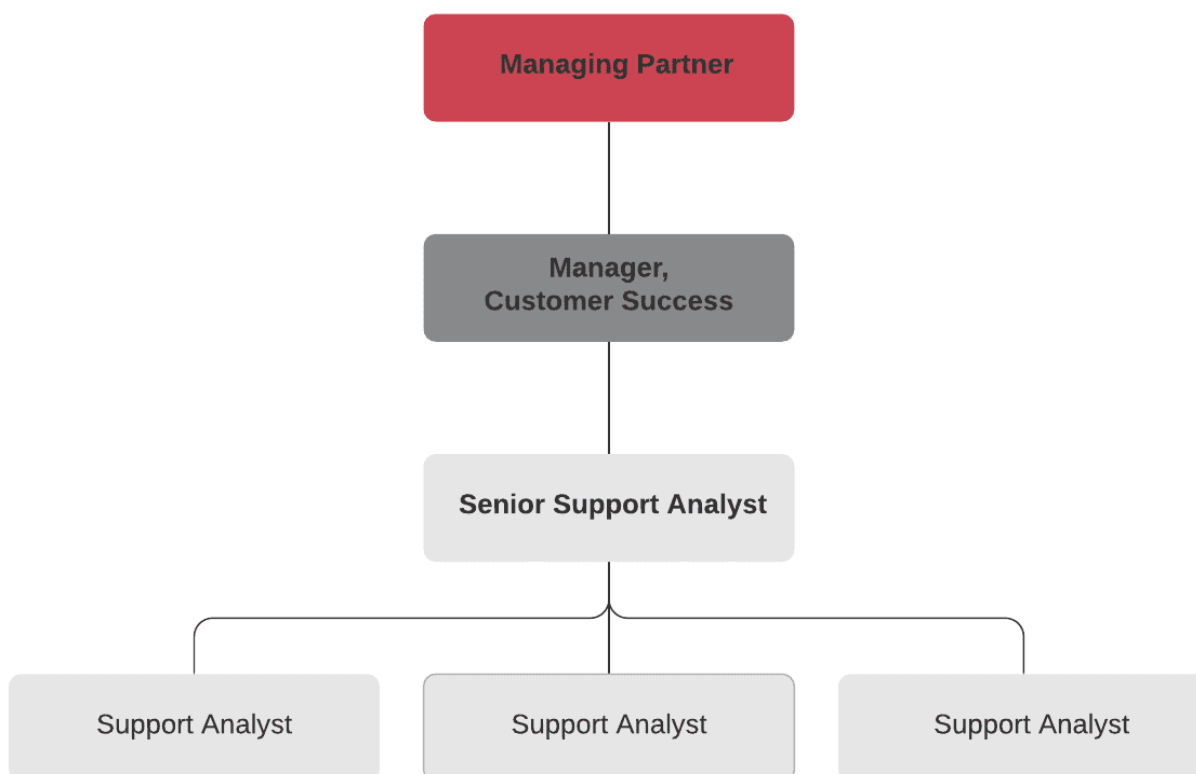 Managing Partner
Manager,
Customer Success
Senior Support Analyst
Support Analyst
Support Analyst
Support Analyst